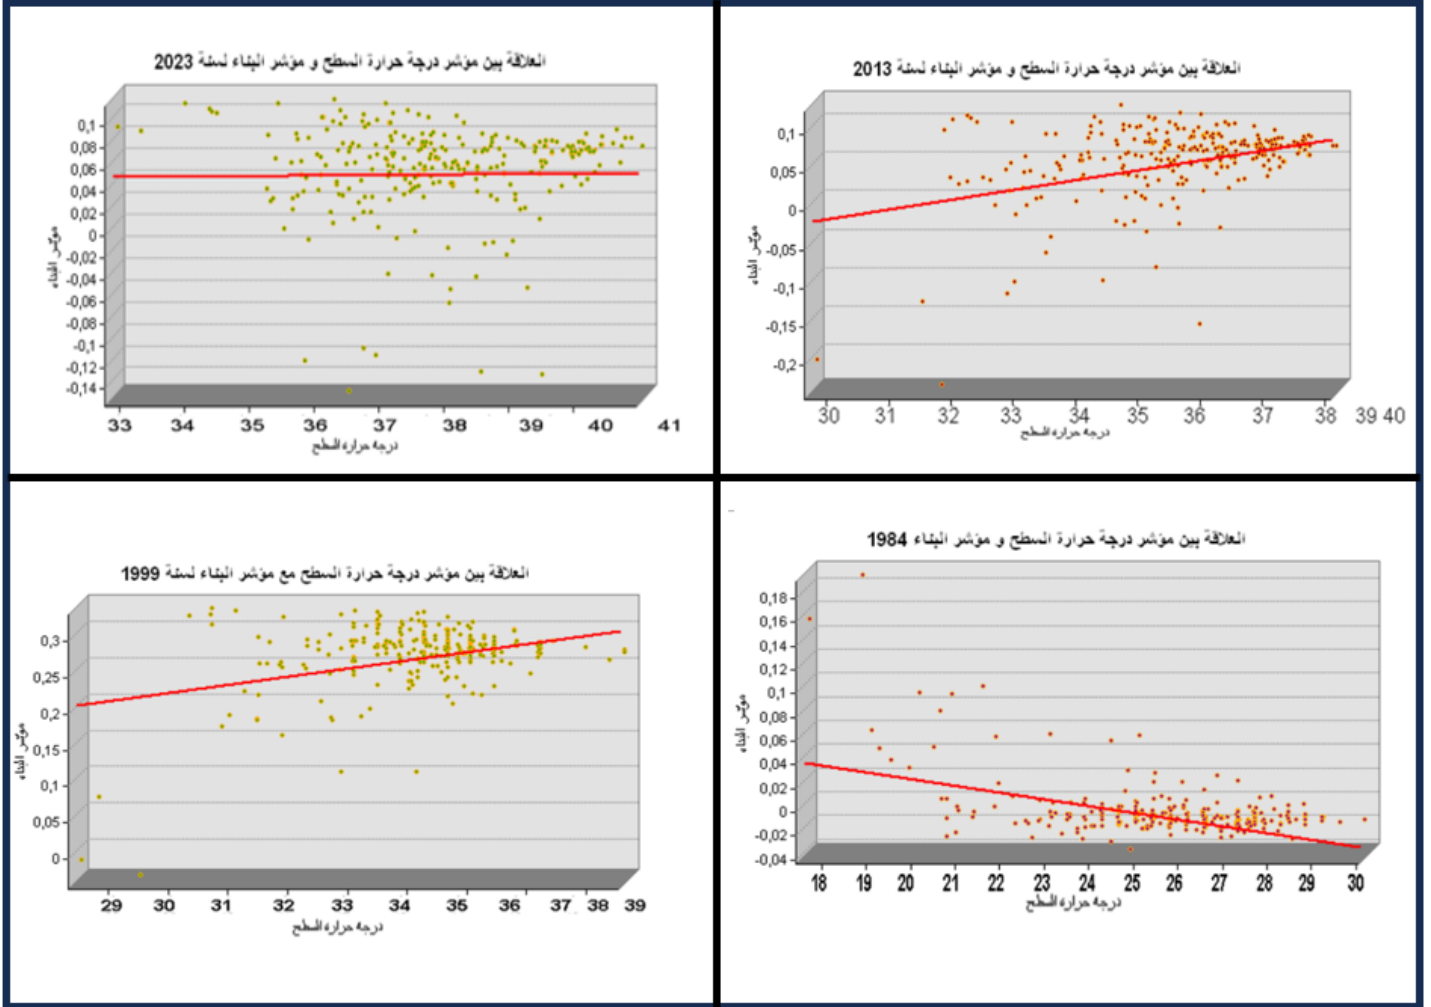 العلاقة بين مؤشر درجة حرارة السطح و مؤشر البناء لسنة 2023
0,1
0,08
0,06
0,04
0,02
0
-0,02
-0,04
-0,06
-0,08
-0,1
-0,12
-0,14
مؤشر البناء
33 34 35 36 37 38 39 40 41
درجة حرارة السطح
العلاقة بين مؤشر درجة حرارة السطح و مؤشر البناء لسنة 2013
0,1
0,05
0
-0,05
-0,1
-0,15
-0,2
مؤشر البناء
30 31 32 33 34 35 36 37 38 39 40
درجة حرارة السطح
العلاقة بين مؤشر درجة حرارة السطح مع مؤشر البناء لسنة 1999
0,3
0,25
0,2
0,15
0,1
0,05
0
مؤشر البناء
29 30 31 32 33 34 35 36 37 38 39
درجة حرارة السطح
العلاقة بين مؤشر درجة حرارة السطح و مؤشر البناء 1984
0,18
0,16
0,14
0,12
0,1
0,08
0,06
0,04
0,02
0
-0,02
-0,04
مؤشر البناء
18 19 20 21 22 23 24 25 26 27 28 29 30
درجة حرارة السطح